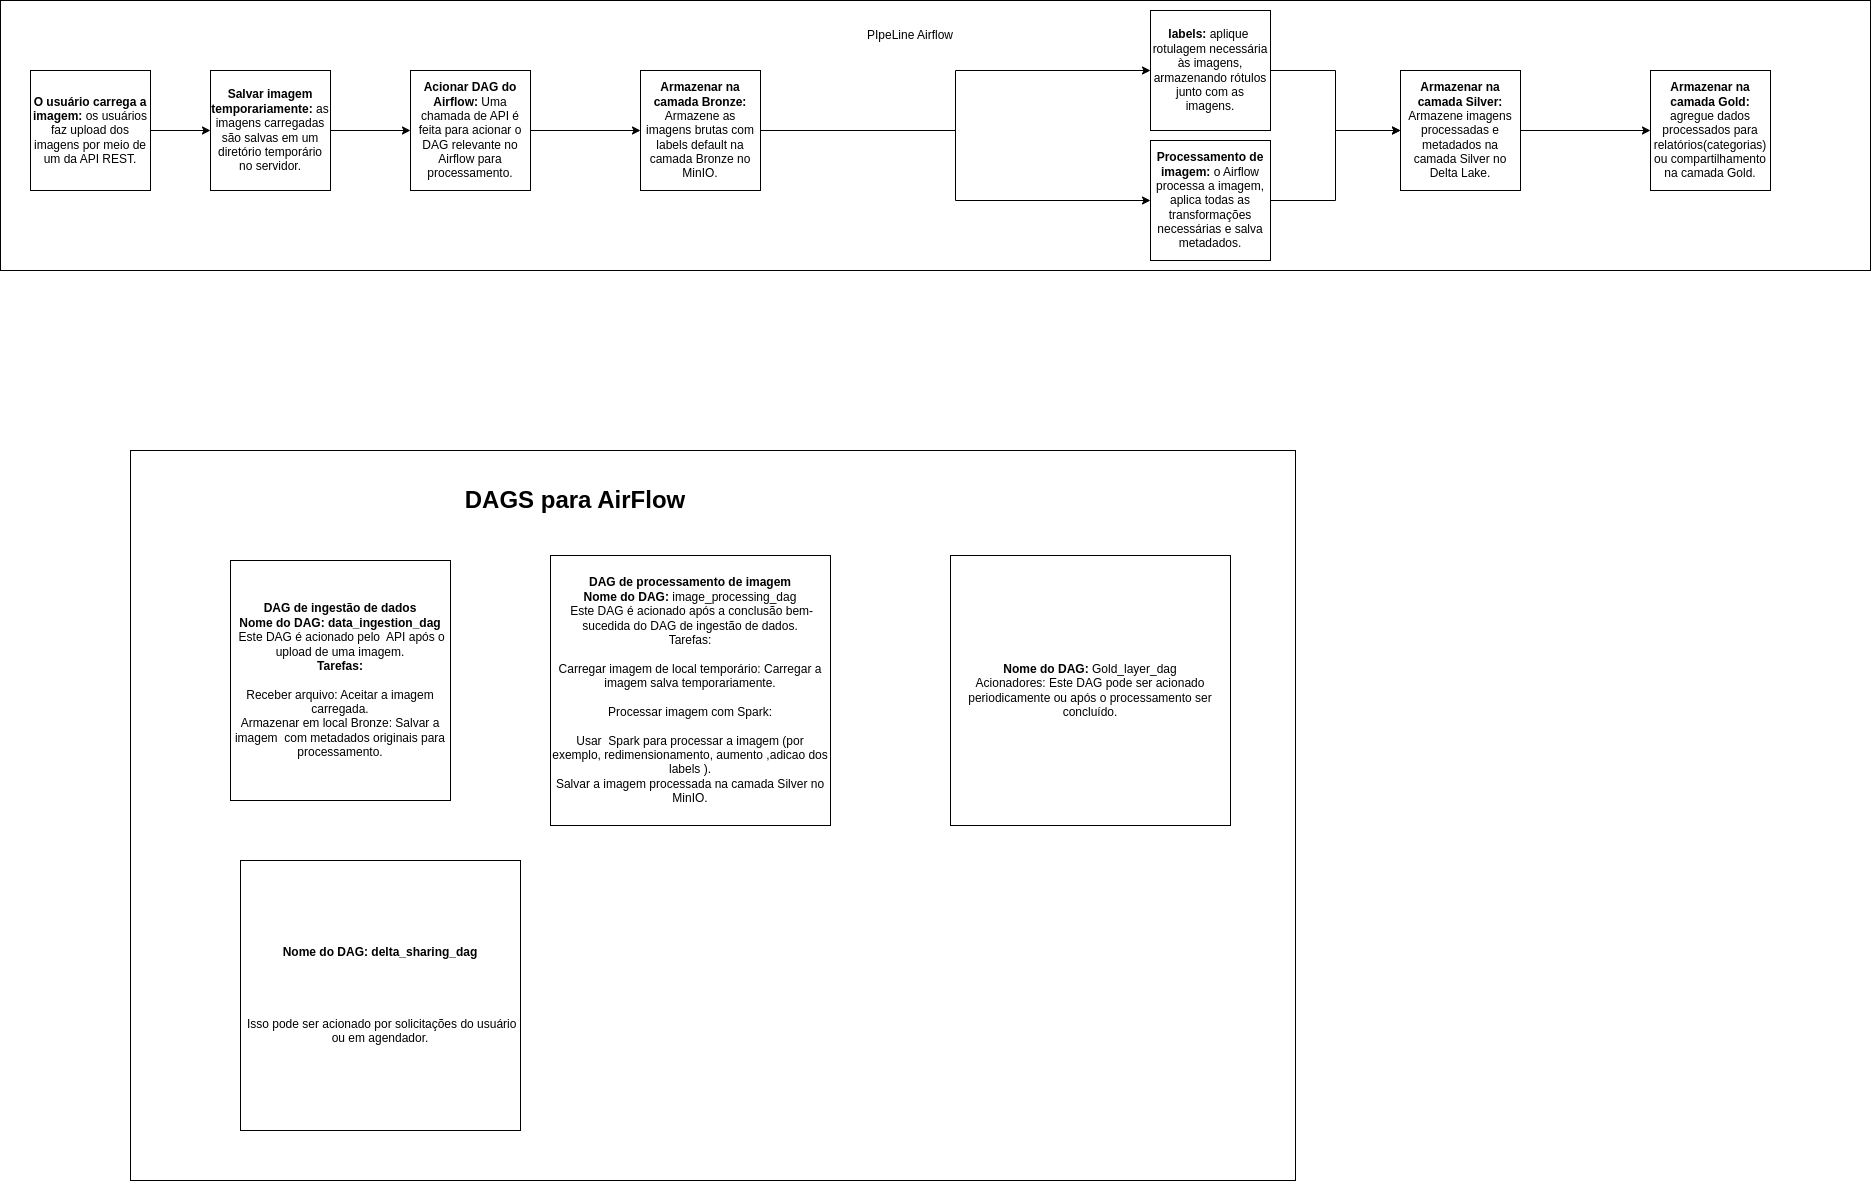 PIpeLine Airflow
O usuário carrega a
imagem: os usuários
faz upload dos
imagens por meio de
um da API REST.
Salvar imagem
temporariamente: as
imagens carregadas
são salvas em um
diretório temporário
no servidor.
Acionar DAG do
Airflow: Uma
chamada de API é
feita para acionar o
DAG relevante no
Airflow para
processamento.
Armazenar na
camada Bronze:
Armazene as
imagens brutas com
labels default na
camada Bronze no
MinIO.
labels: aplique
rotulagem necessária
às imagens,
armazenando rótulos
junto com as
imagens.
Processamento de
imagem: o Airflow
processa a imagem,
aplica todas as
transformações
necessárias e salva
metadados.
Armazenar na
camada Silver:
Armazene imagens
processadas e
metadados na
camada Silver no
Delta Lake.
Armazenar na
camada Gold:
agregue dados
processados para
relatórios(categorias)
ou compartilhamento
na camada Gold.
DAGS para AirFlow
DAG de ingestão de dados
Nome do DAG: data_ingestion_dag
Este DAG é acionado pelo  API após o
upload de uma imagem.
Tarefas:
Receber arquivo: Aceitar a imagem
carregada.
Armazenar em local Bronze: Salvar a
imagem  com metadados originais para
processamento.
DAG de processamento de imagem
Nome do DAG: image_processing_dag
Este DAG é acionado após a conclusão bem-
sucedida do DAG de ingestão de dados.
Tarefas:
Carregar imagem de local temporário: Carregar a
imagem salva temporariamente.
Processar imagem com Spark:
Usar  Spark para processar a imagem (por
exemplo, redimensionamento, aumento ,adicao dos
labels ).
Salvar a imagem processada na camada Silver no
MinIO.
Nome do DAG: Gold_layer_dag
Acionadores: Este DAG pode ser acionado
periodicamente ou após o processamento ser
concluído.
Nome do DAG: delta_sharing_dag
Isso pode ser acionado por solicitações do usuário
ou em agendador.